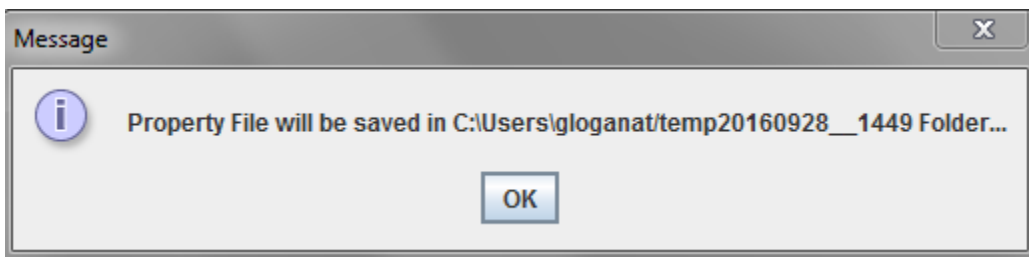 Message
Property File will be saved in C:\Users\gloganat/temp20160928__1449 Folder...
OK